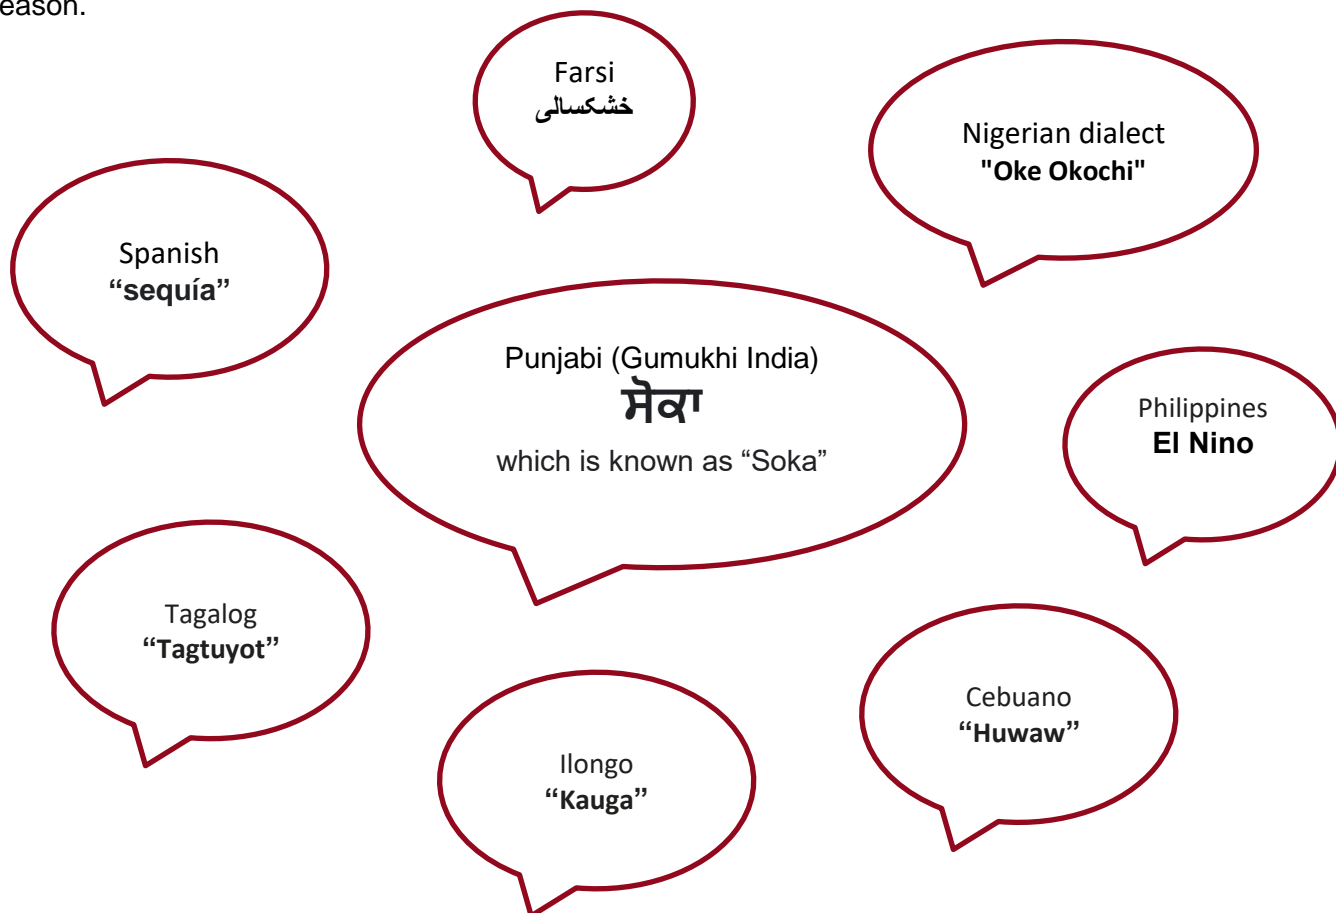 eason.
Farsi
خشکسالی
Nigerian dialect
"Oke Okochi"
Spanish
“sequía”
Punjabi (Gumukhi India)
ਸੋਕਾ
which is known as “Soka”
Philippines
El Nino
Tagalog
“Tagtuyot”
Cebuano
“Huwaw”
Ilongo
“Kauga”